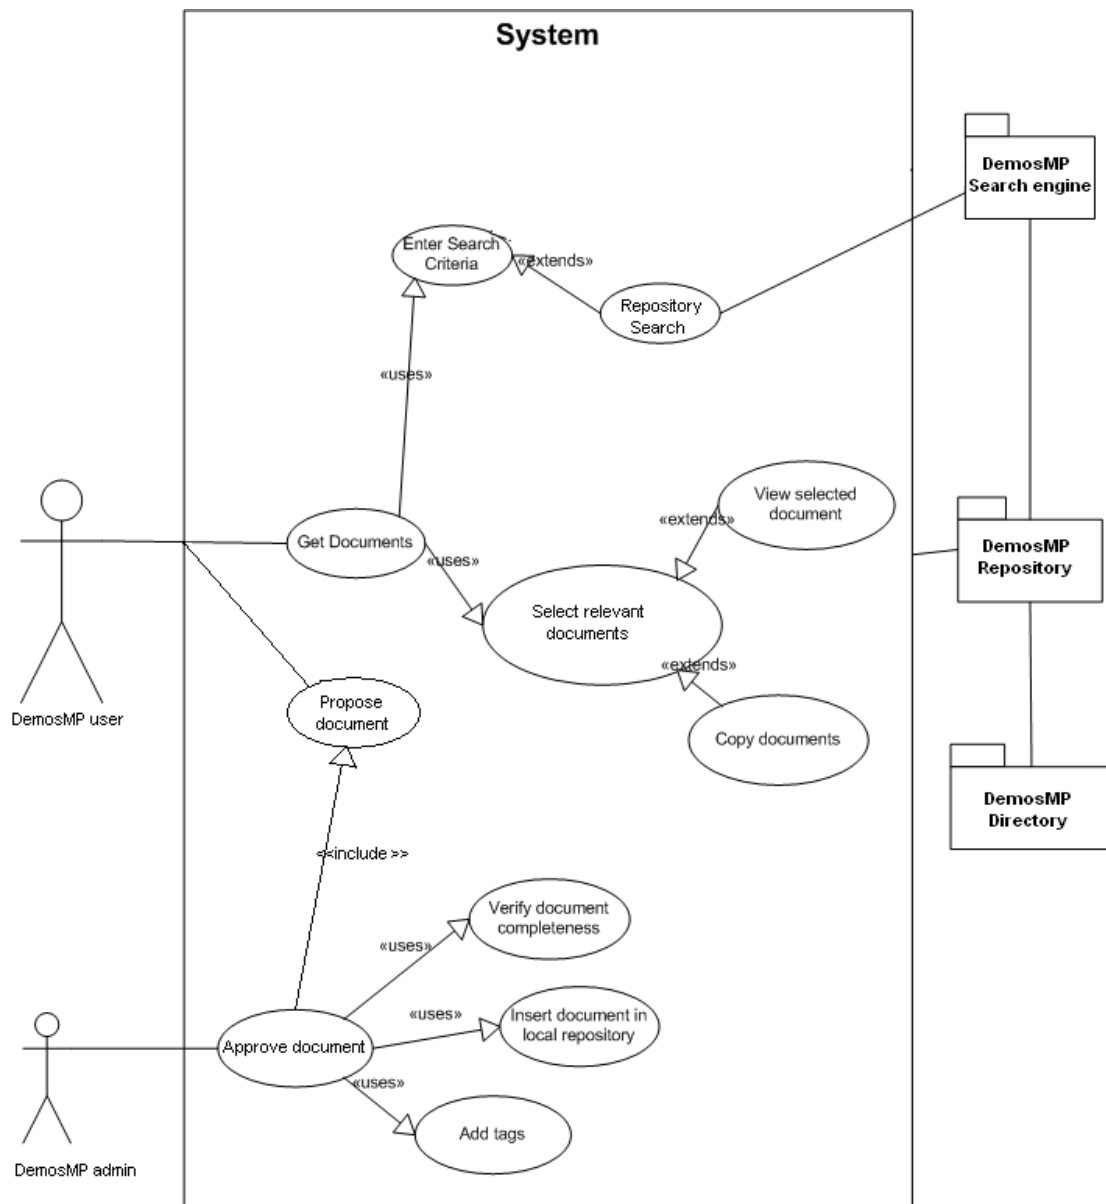 System
DemosMP
Search engine
Enter Search
Criteria
«extends»
Repository
Search
«uses»
View selected
document
«extends»
Get Documents
«uses»
DemosMP
Repository
Select relevant
documents
«extends»
Propose
document
DemosMP user
Copy documents
DemosMP
Directory
<<include >>
Verify document
completeness
«uses»
«uses»
Insert document in
local repository
Approve document
«uses»
Add tags
DemosMP admin